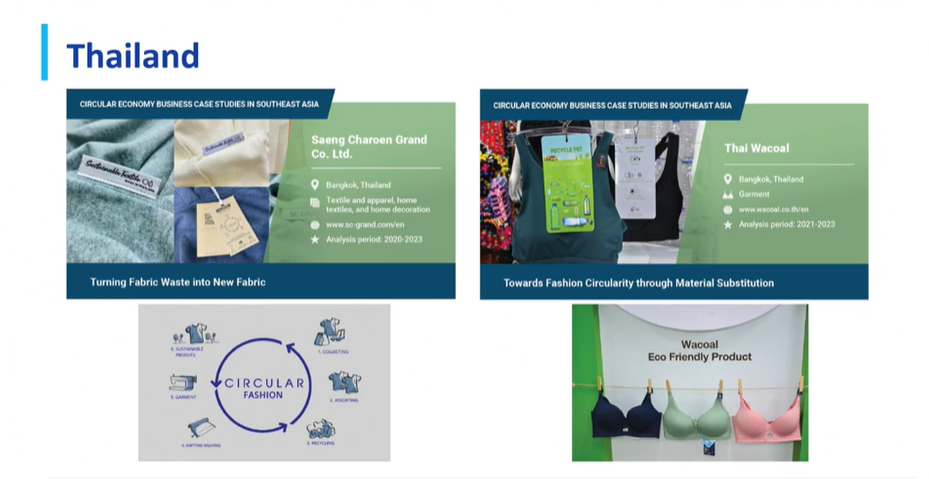 Thailand
CIRCULAR ECONOMY BUSINESS CASE STUDIES IN SOUTHEAST ASIA
Sustainable Textile
Saeng Charoen Grand
Co. Ltd.
Bangkok, Thailand
Textile and apparel, home
textiles, and home decoration
www.sc-grand.com/en
Analysis period: 2020-2023
Turning Fabric Waste into New Fabric
CIRCULAR ECONOMY BUSINESS CASE STUDIES IN SOUTHEAST ASIA
RECYCLE PET
Thai Wacoal
Bangkok, Thailand
Garment
www.wacoal.co.th/en
Analysis period: 2021-2023
Towards Fashion Circularity through Material Substitution
CIRCULAR
FASHION
1. COLLECTING
2. ASSORTING
3. RECYCLING
4. KNITTING WEAVING
5. GARMENT
6. SUSTAINABLE
PRODUTS
Wacoal
Eco Friendly Product